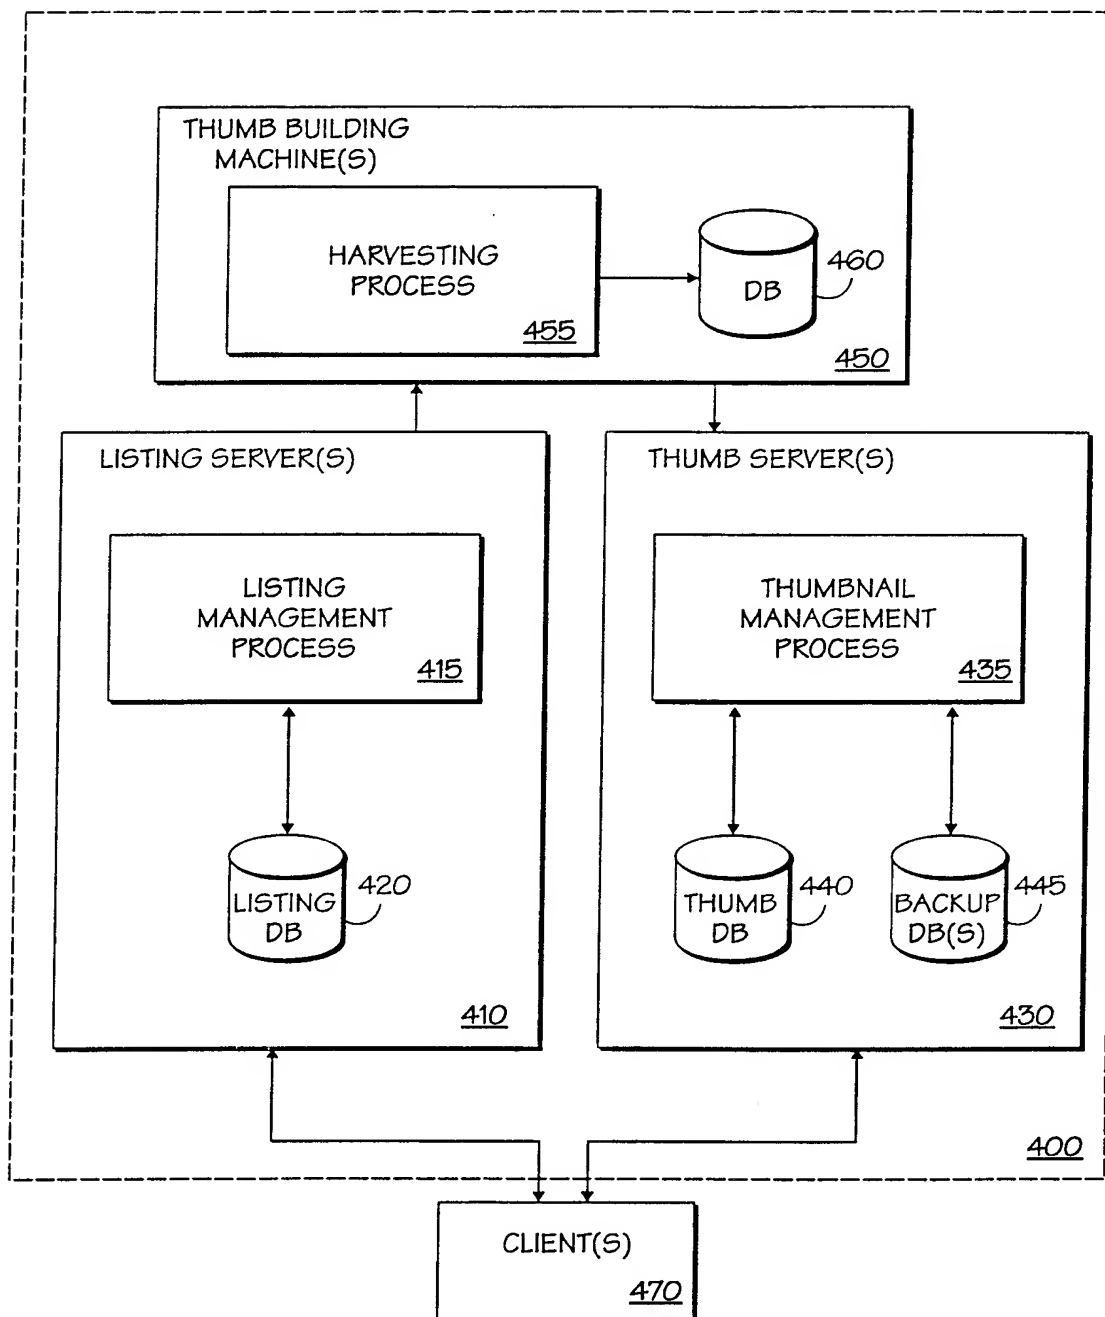 THUMB BUILDING
MACHINE(S)
HARVESTING
PROCESS
455
DB
460
450
LISTING SERVER(S)
LISTING
MANAGEMENT
PROCESS
415
LISTING
DB
420
410
THUMB SERVER(S)
THUMBNAIL
MANAGEMENT
PROCESS
435
THUMB
DB
440
BACKUP
DB(S)
445
430
400
CLIENT(S)
470